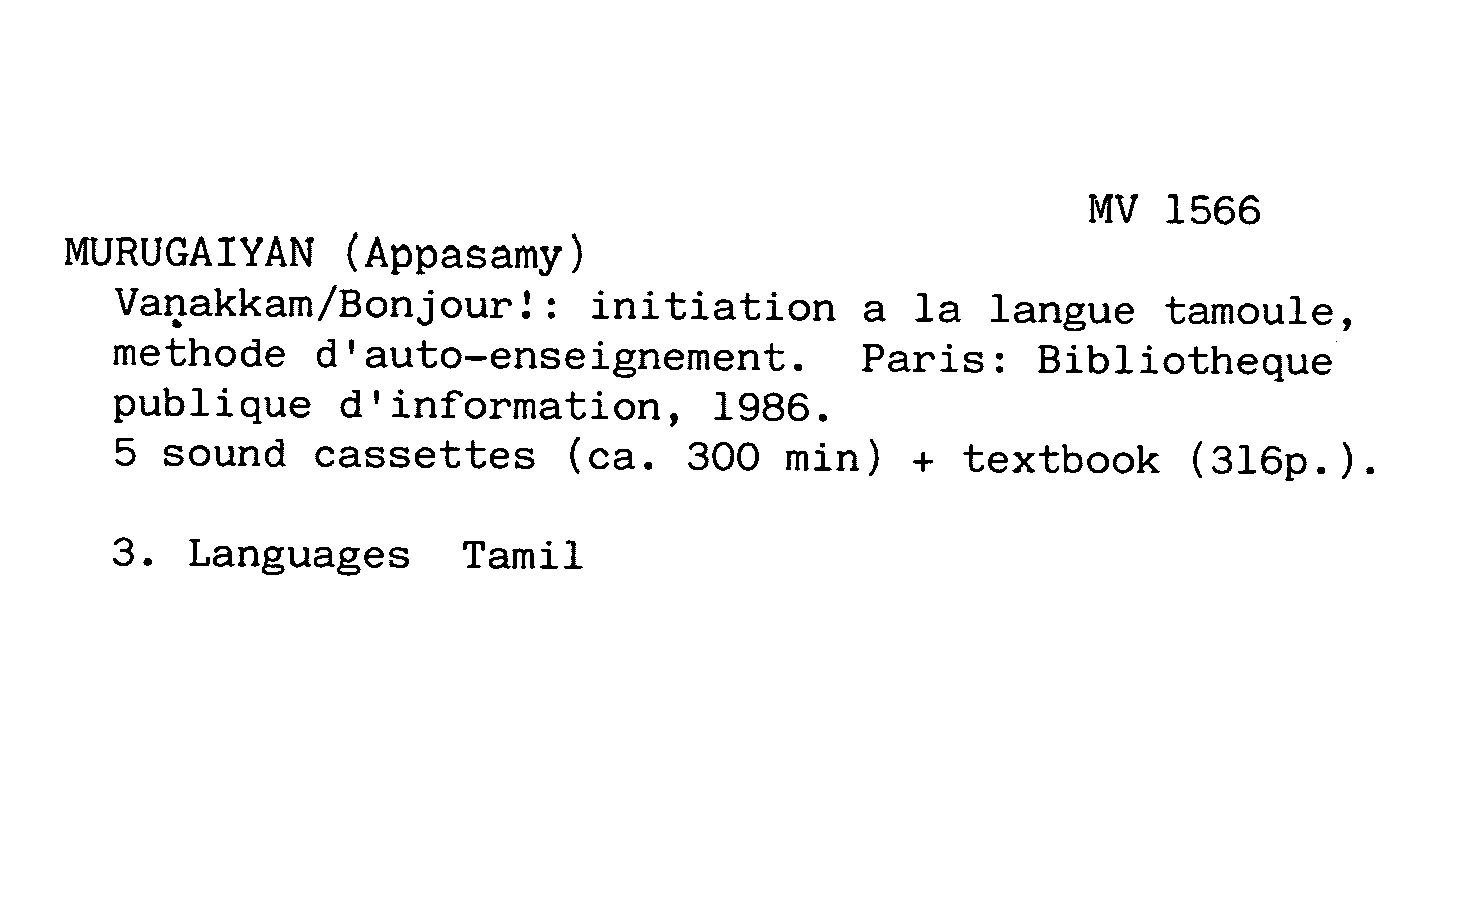 MV 1566
MURUGAIYAN (Appasamy)
Vaṇakkam/Bonjour!: initiation a la langue tamoule,
methode d'auto-enseignement. Paris: Bibliotheque
publique d'information, 1986.
5 sound cassettes (ca. 300 min) + textbook (316p.).
3. Languages Tamil